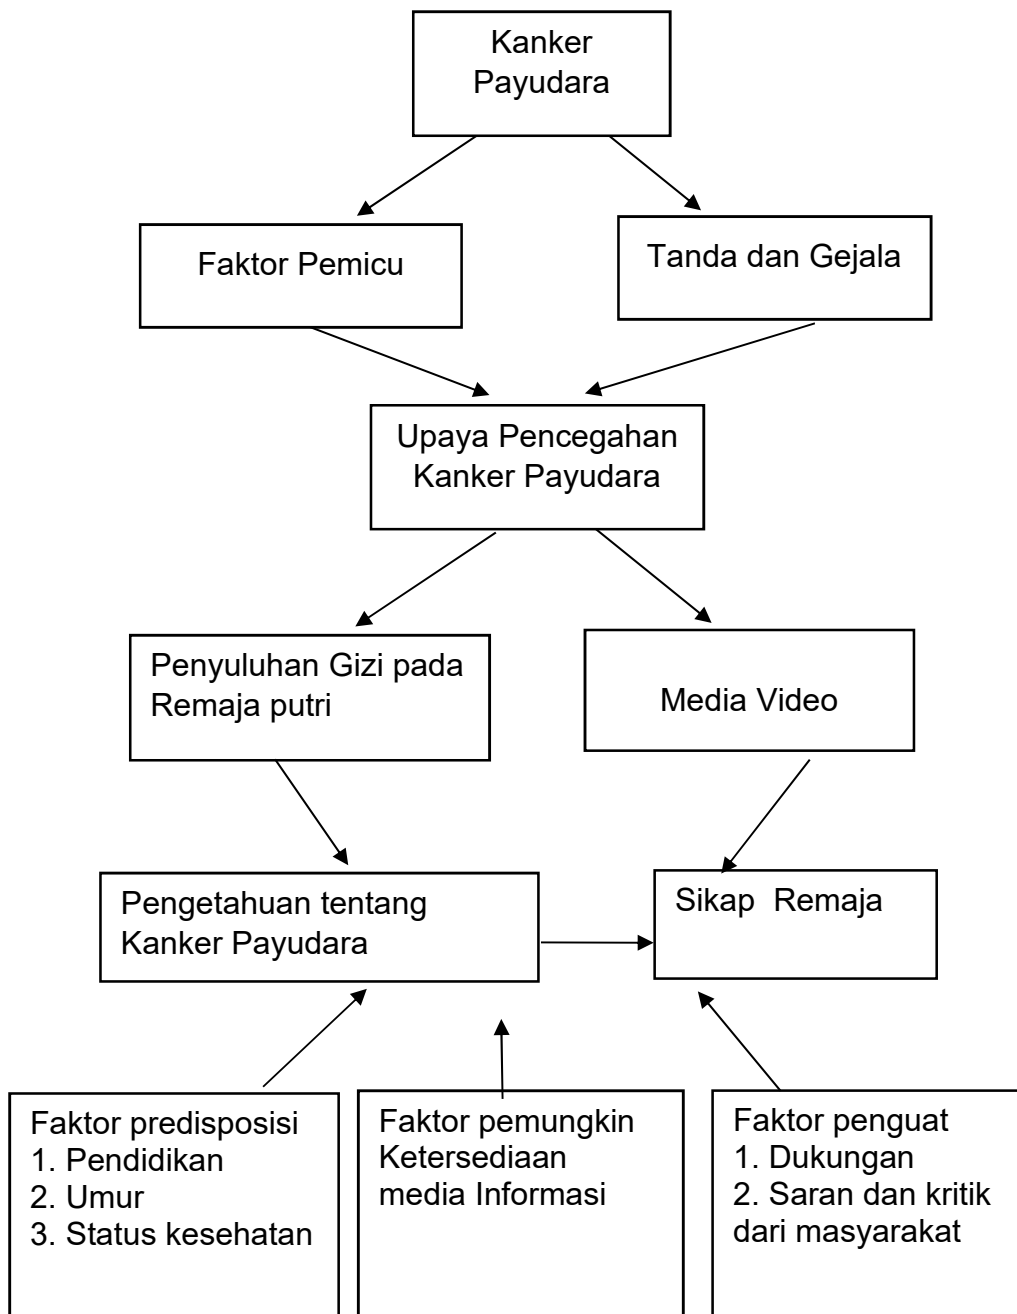 Kanker
Payudara
Faktor Pemicu
Tanda dan Gejala
Upaya Pencegahan
Kanker Payudara
Penyuluhan Gizi pada
Remaja putri
Media Video
Pengetahuan tentang
Kanker Payudara
Sikap  Remaja
Faktor predisposisi
1. Pendidikan
2. Umur
3. Status kesehatan
Faktor pemungkin
Ketersediaan
media Informasi
Faktor penguat
1. Dukungan
2. Saran dan kritik
dari masyarakat